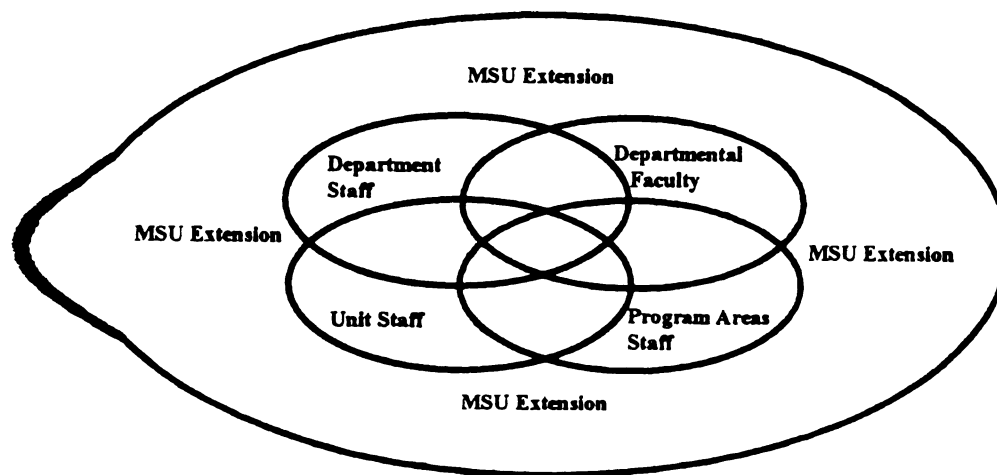 MSU Extension
Department
Staff
Departmental
Faculty
MSU Extension
MSU Extension
Unit Staff
Program Areas
Staff
MSU Extension